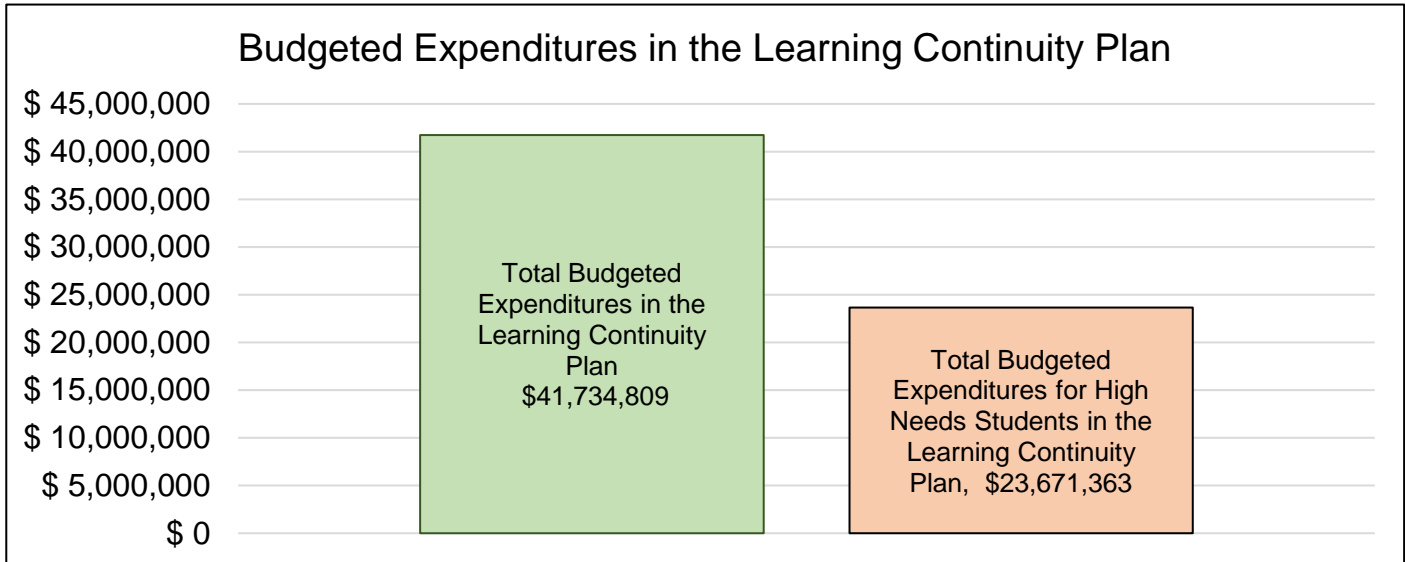 Budgeted Expenditures in the Learning Continuity Plan
$ 45,000,000
$ 40,000,000
$ 35,000,000
$ 30,000,000
$ 25,000,000
$ 20,000,000
$ 15,000,000
$ 10,000,000
$ 5,000,000
$ 0
Total Budgeted
Expenditures in the
Learning Continuity
Plan
$41,734,809
Total Budgeted
Expenditures for High
Needs Students in the
Learning Continuity
Plan, $23,671,363